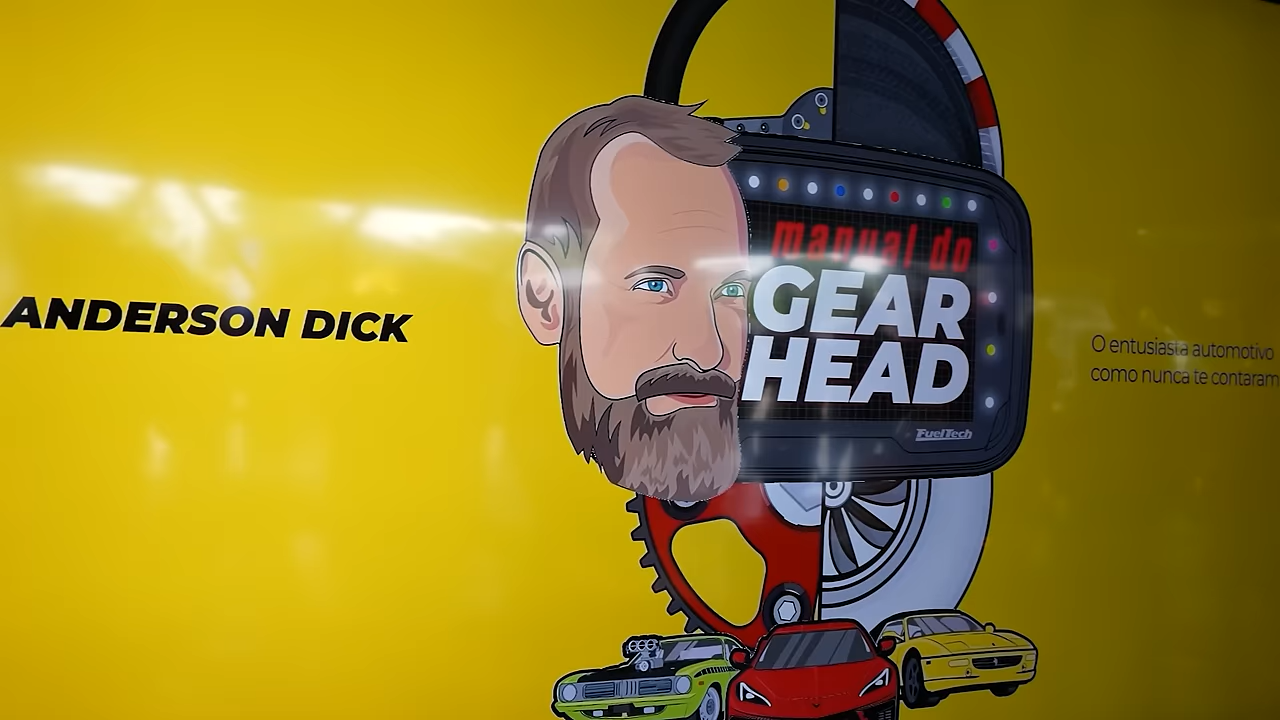 ANDERSON DICK
manual do
GEAR
HEAD
FuelTech
O entusiasta automotivo
como nunca te contaram